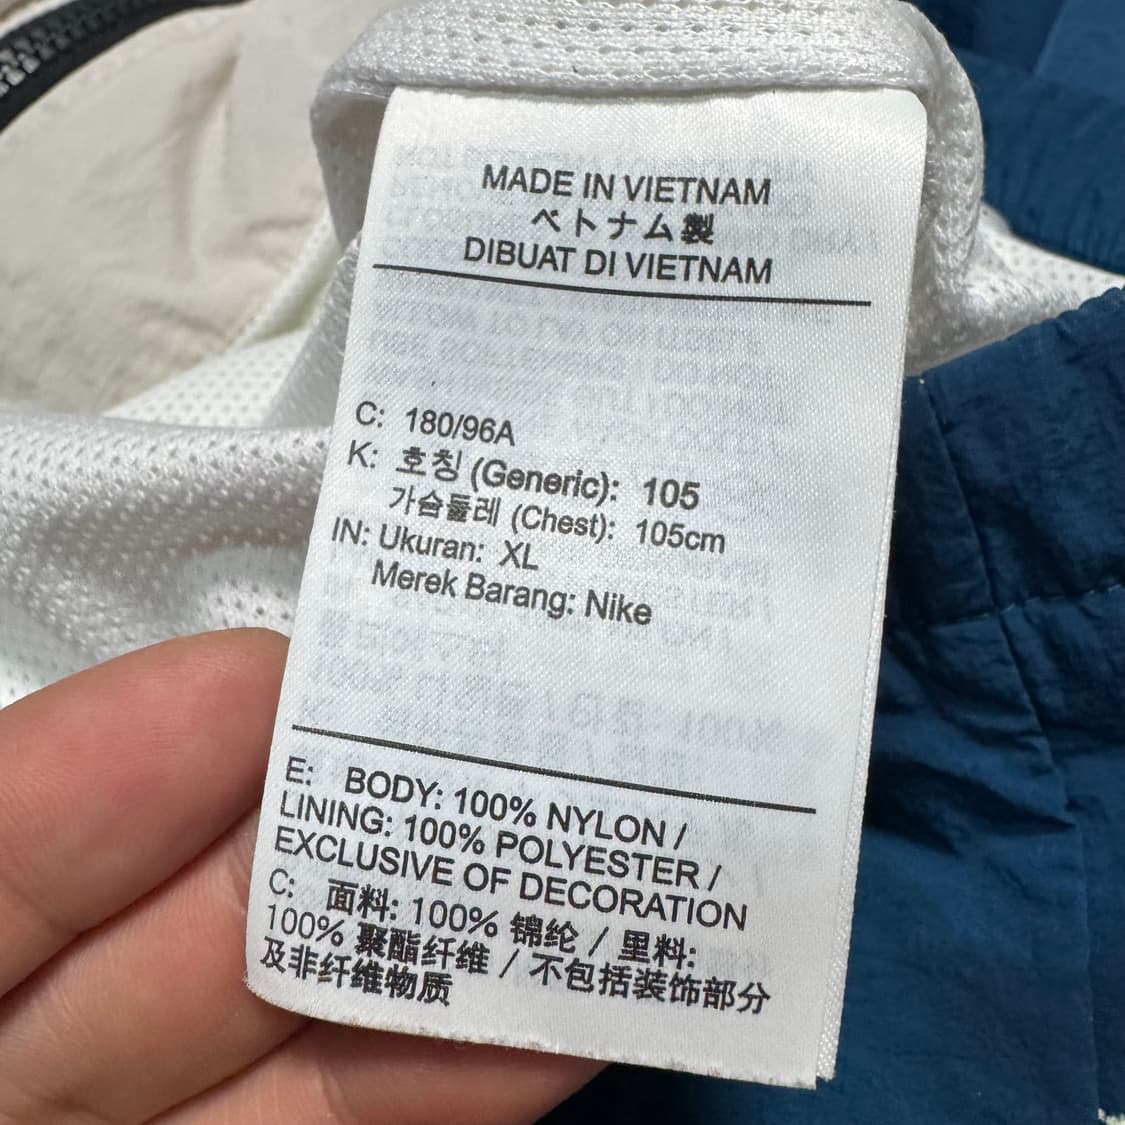 MADE IN VIETNAM
ベトナム製
DIBUAT DI VIETNAM
C: 180/96A
K: 호칭 (Generic): 105
가슴둘레 (Chest): 105cm
IN: Ukuran: XL
Merek Barang: Nike
E: BODY: 100% NYLON /
LINING: 100% POLYESTER /
EXCLUSIVE OF DECORATION
C: 面料: 100% 锦纶 / 里料:
100% 聚酯纤维 / 不包括装饰部分
及非纤维物质